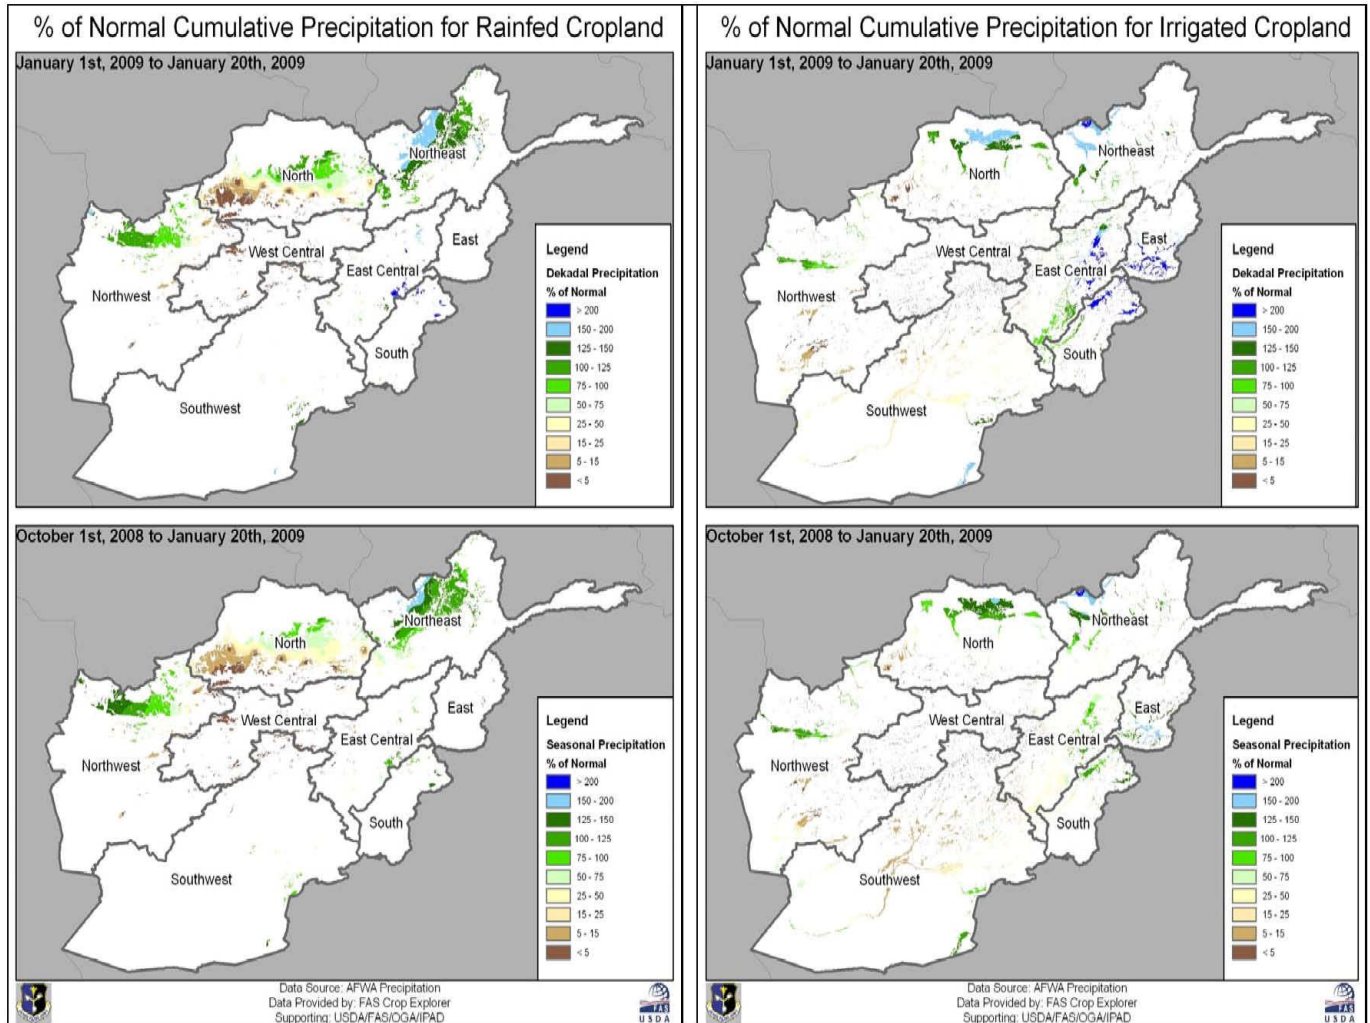 % of Normal Cumulative Precipitation for Rainfed Cropland
January 1st, 2009 to January 20th, 2009
Northeast
North
West Central
East
East Central
Northwest
South
Southwest
Legend
Dekadal Precipitation
% of Normal
> 200
150 - 200
125 - 150
100 - 125
75 - 100
50 - 75
25 - 50
15 - 25
5 - 15
< 5
October 1st, 2008 to January 20th, 2009
Northeast
North
East
West Central
East Central
Northwest
South
Southwest
Legend
Seasonal Precipitation
% of Normal
> 200
150 - 200
125 - 150
100 - 125
75 - 100
50 - 75
25 - 50
15 - 25
5 - 15
< 5
Data Source: AFWA Precipitation
Data Provided by: FAS Crop Explorer
Supporting: USDA/FAS/OGA/IPAD
FAS
USDA
% of Normal Cumulative Precipitation for Irrigated Cropland
January 1st, 2009 to January 20th, 2009
Northeast
North
East
West Central
East Central
Northwest
South
Southwest
Legend
Dekadal Precipitation
% of Normal
> 200
150 - 200
125 - 150
100 - 125
75 - 100
50 - 75
25 - 50
15 - 25
5 - 15
< 5
October 1st, 2008 to January 20th, 2009
Northeast
North
East
West Central
East Central
Northwest
South
Southwest
Legend
Seasonal Precipitation
% of Normal
> 200
150 - 200
125 - 150
100 - 125
75 - 100
50 - 75
25 - 50
15 - 25
5 - 15
< 5
Data Source: AFWA Precipitation
Data Provided by: FAS Crop Explorer
Supporting: USDA/FAS/OGA/IPAD
FAS
USDA